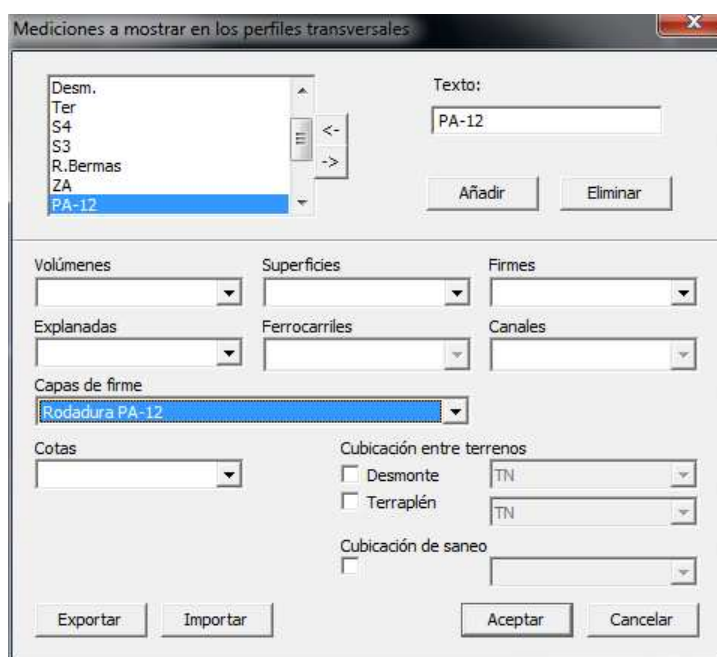 Mediciones a mostrar en los perfiles transversales
X
Desm.
Ter
S4
S3
R.Bermas
ZA
PA-12
<-
->
Texto:
PA-12
Añadir
Eliminar
Volúmenes
Superficies
Firmes
Explanadas
Ferrocarriles
Canales
Capas de firme
Rodadura PA-12
Cotas
Cubicación entre terrenos
Desmonte
TN
Terraplén
TN
Cubicación de saneo
Exportar
Importar
Aceptar
Cancelar